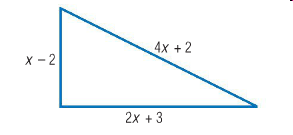 4x + 2
x – 2
2x + 3